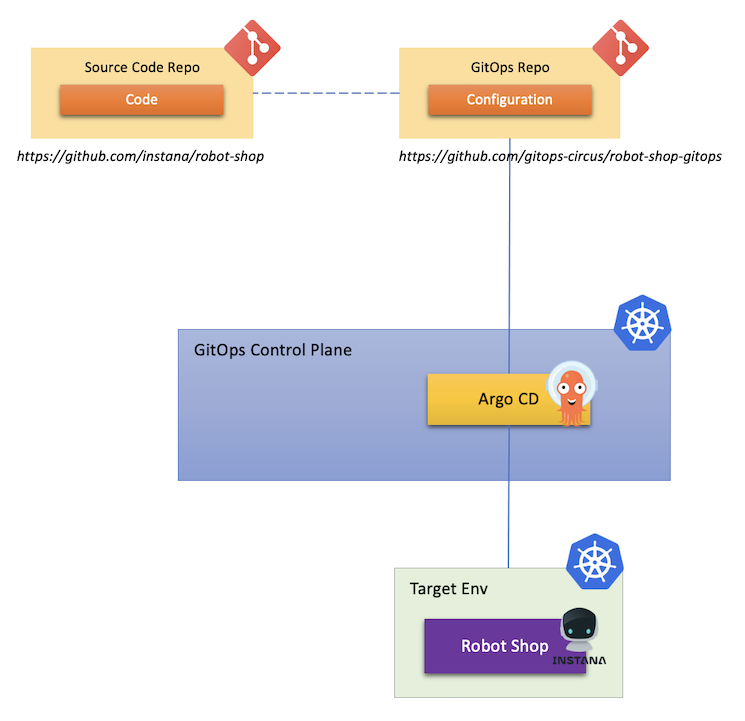 Source Code Repo
Code
https://github.com/instana/robot-shop
GitOps Repo
Configuration
https://github.com/gitops-circus/robot-shop-gitops
GitOps Control Plane
Argo CD
Target Env
Robot Shop
INSTANA